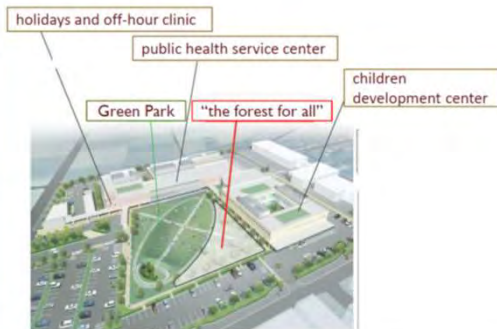 holidays and off-hour clinic
public health service center
children
development center
Green Park
“the forest for all”